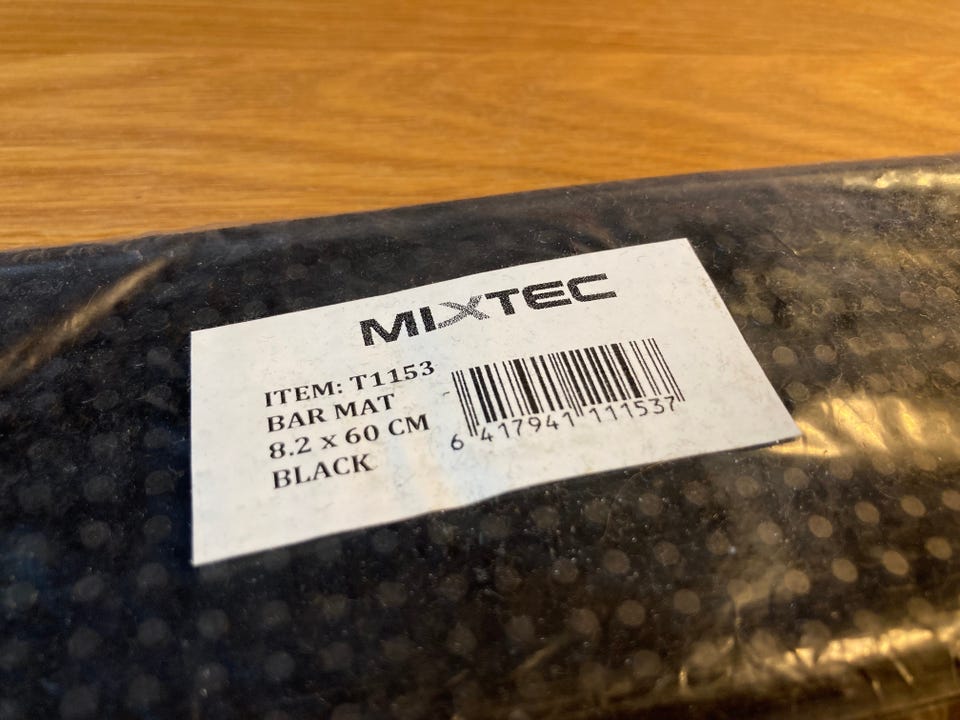 MIXTEC
ITEM: T1153
BAR MAT
8.2 x 60 CM
BLACK
6 417941 111537